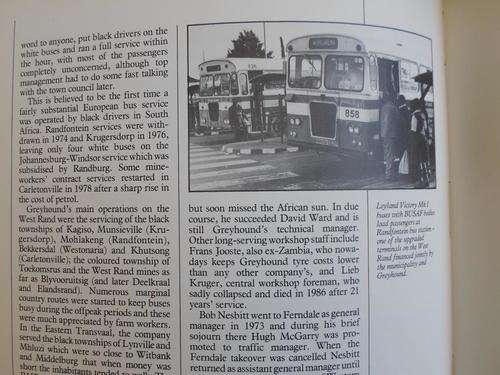 word to anyone, put black drivers on the
white buses and ran a full service within
the hour, with most of the passengers
completely unconcerned, although top
management had to do some fast talking
with the town council later.
This is believed to be the first time a
fairly substantial European bus service
was operated by black drivers in South
Africa. Randfontein services were with-
drawn in 1974 and Krugersdorp in 1976,
leaving only four white buses on the
Johannesburg-Windsor service which was
subsidised by Randburg. Some mine-
workers' contract services restarted in
Carletonville in 1978 after a sharp rise in
the cost of petrol.
Greyhound's main operations on the
West Rand were the servicing of the black
townships of Kagiso, Munsieville (Kru-
gersdorp), Mohlakeng (Randfontein),
Bekkersdal (Westonaria) and Khutsong
(Carletonville); the coloured township of
Toekomsrus and the West Rand mines as
far as Blyvooruitsig (and later Deelkraal
and Elandsrand). Numerous marginal
country routes were started to keep buses
busy during the offpeak periods and these
were much appreciated by farm workers.
In the Eastern Transvaal, the company
served the black townships of Lynville and
Mhluzi which were so close to Witbank
and Middelburg that when money was
short the inhabitants tended to walk.
858
but soon missed the African sun. In due
course, he succeeded David Ward and is
still Greyhound's technical manager.
Other long-serving workshop staff include
Frans Jooste, also ex-Zambia, who nowa-
days keeps Greyhound tyre costs lower
than any other company's, and Lieb
Kruger, central workshop foreman, who
sadly collapsed and died in 1986 after 21
years' service.
Bob Nesbitt went to Ferndale as general
manager in 1973 and during his brief
sojourn there Hugh McGarry was pro-
moted to traffic manager. When the
Ferndale takeover was cancelled Nesbitt
returned as assistant general manager until
Leyland Victory Mk1
buses with BUSAF bodies
load passengers at
Randfontein bus station -
one of the upgraded
terminals on the West
Rand financed jointly by
the municipality and
Greyhound.